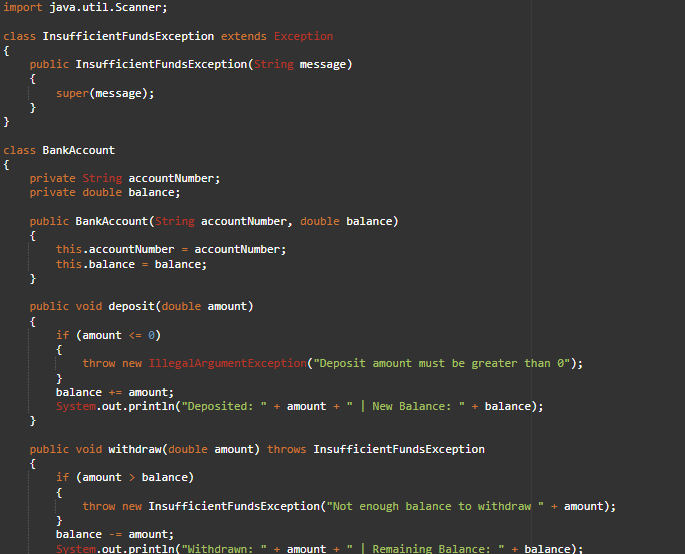 import java.util.Scanner;
class InsufficientFundsException extends Exception
{
    public InsufficientFundsException(String message)
    {
        super(message);
    }
}
class BankAccount
{
    private String accountNumber;
    private double balance;
    public BankAccount(String accountNumber, double balance)
    {
        this.accountNumber = accountNumber;
        this.balance = balance;
    }
    public void deposit(double amount)
    {
        if (amount <= 0)
        {
            throw new IllegalArgumentException("Deposit amount must be greater than 0");
        }
        balance += amount;
        System.out.println("Deposited: " + amount + " | New Balance: " + balance);
    }
    public void withdraw(double amount) throws InsufficientFundsException
    {
        if (amount > balance)
        {
            throw new InsufficientFundsException("Not enough balance to withdraw " + amount);
        }
        balance -= amount;
        System.out.println("Withdrawn: " + amount + " | Remaining Balance: " + balance);